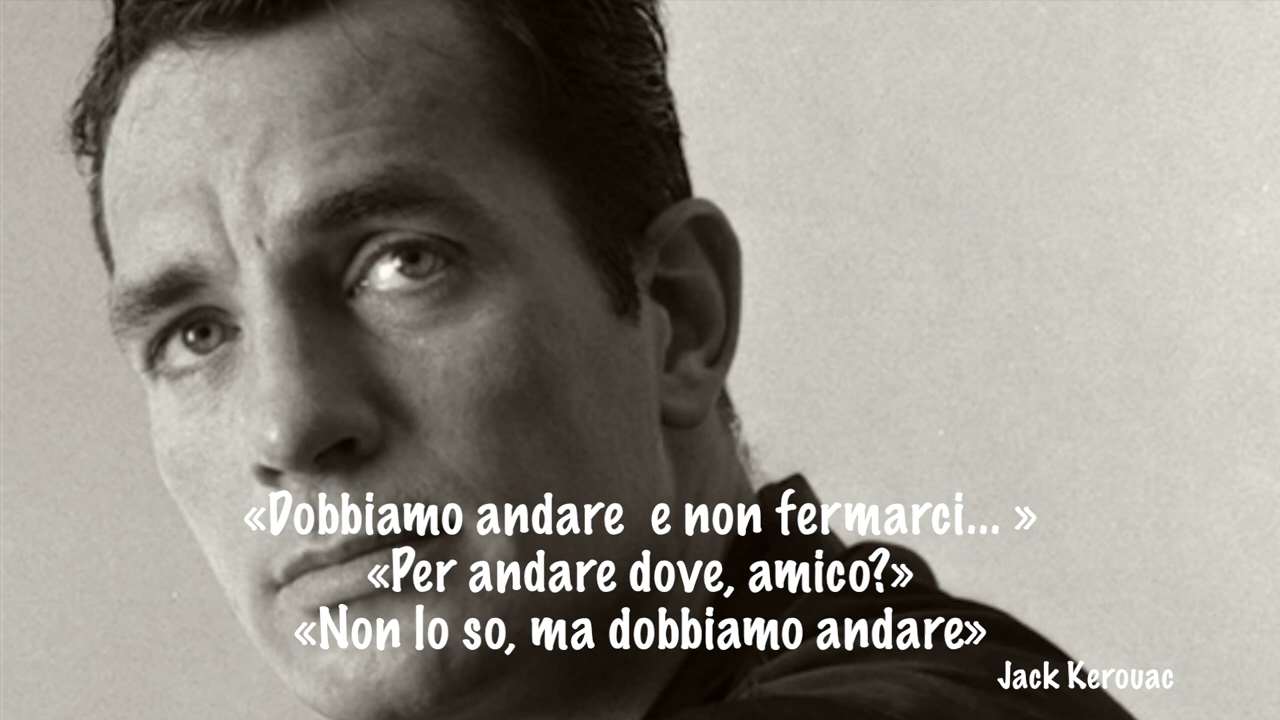 «Dobbiamo andare  e non fermarci... »
«Per andare dove, amico?»
«Non lo so, ma dobbiamo andare»
Jack Kerouac